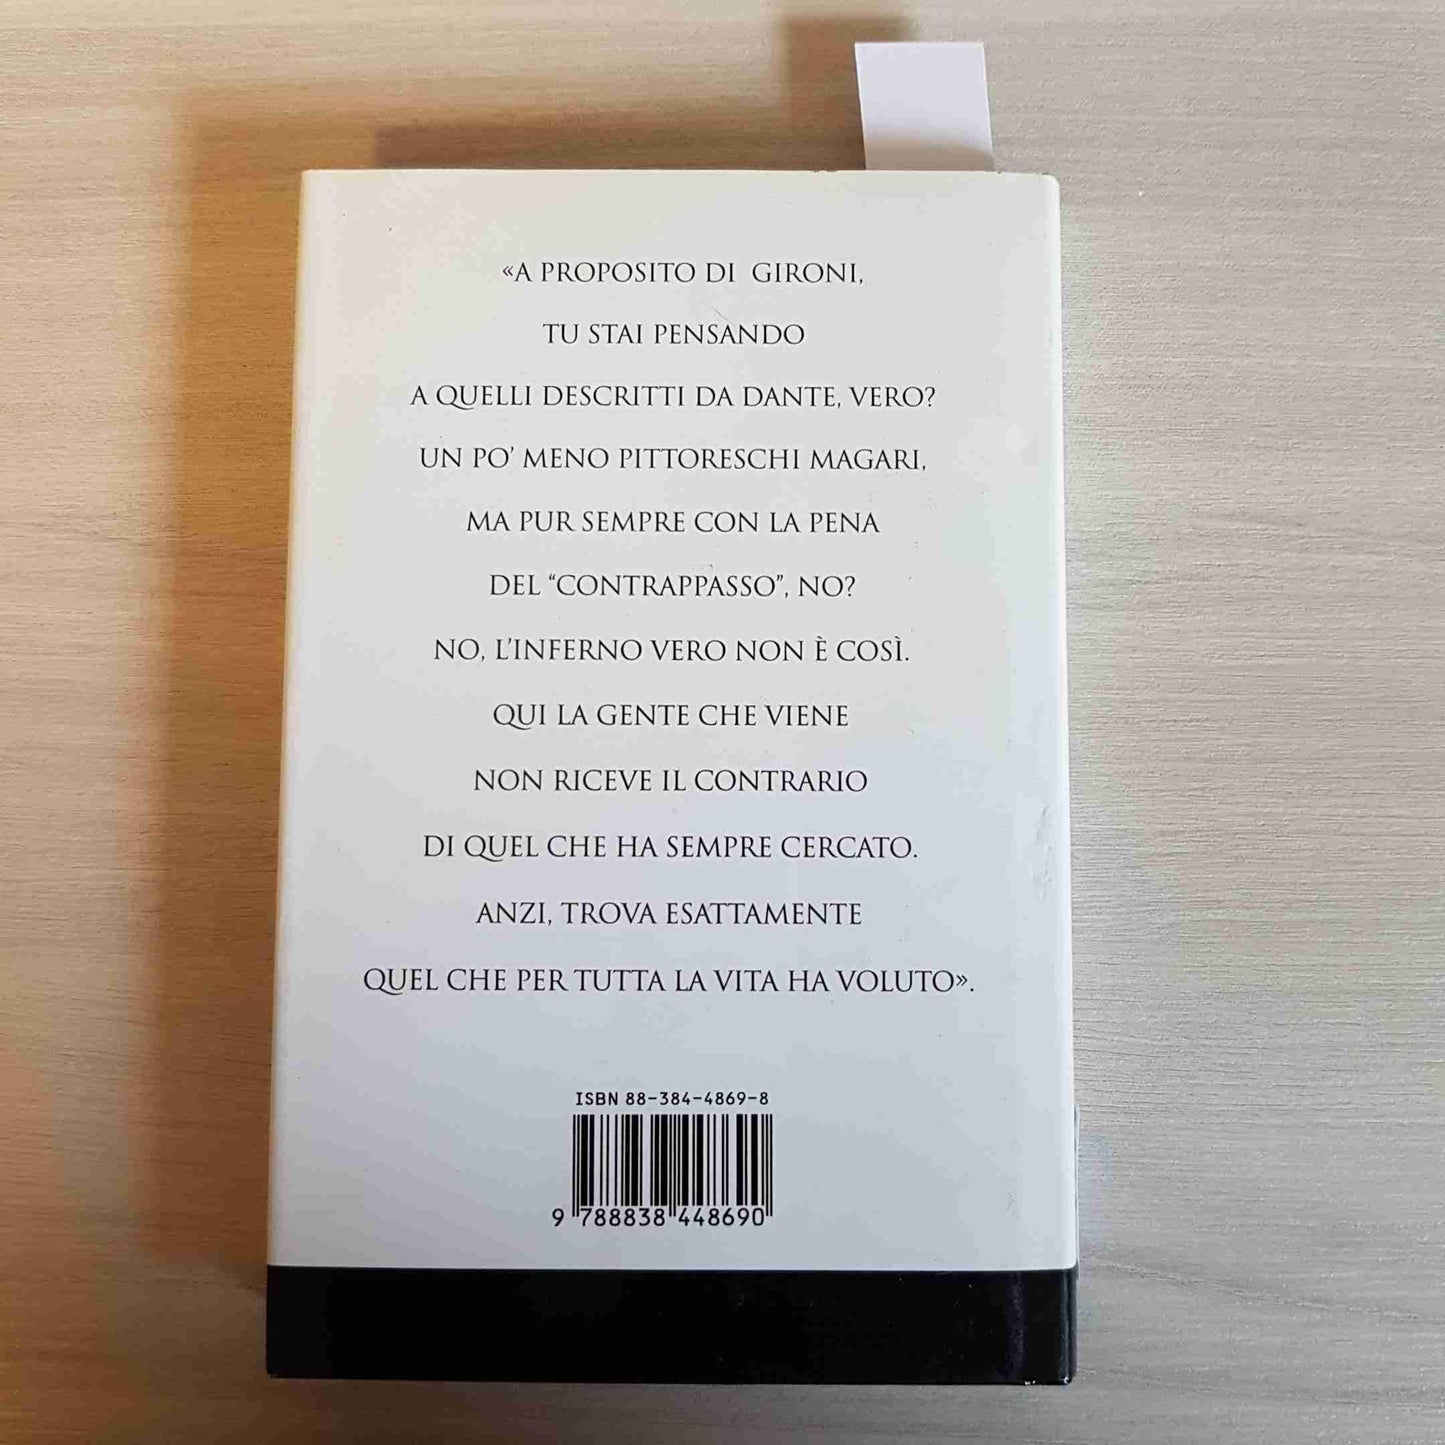 «A PROPOSITO DI GIRONI,
TU STAI PENSANDO
A QUELLI DESCRITTI DA DANTE, VERO?
UN PO’ MENO PITTORESCHI MAGARI,
MA PUR SEMPRE CON LA PENA
DEL “CONTRAPPASSO”, NO?
NO, L’INFERNO VERO NON È COSÌ.
QUI LA GENTE CHE VIENE
NON RICEVE IL CONTRARIO
DI QUEL CHE HA SEMPRE CERCATO.
ANZI, TROVA ESATTAMENTE
QUEL CHE PER TUTTA LA VITA HA VOLUTO».
ISBN 88-384-4869-8
9 788838 448690